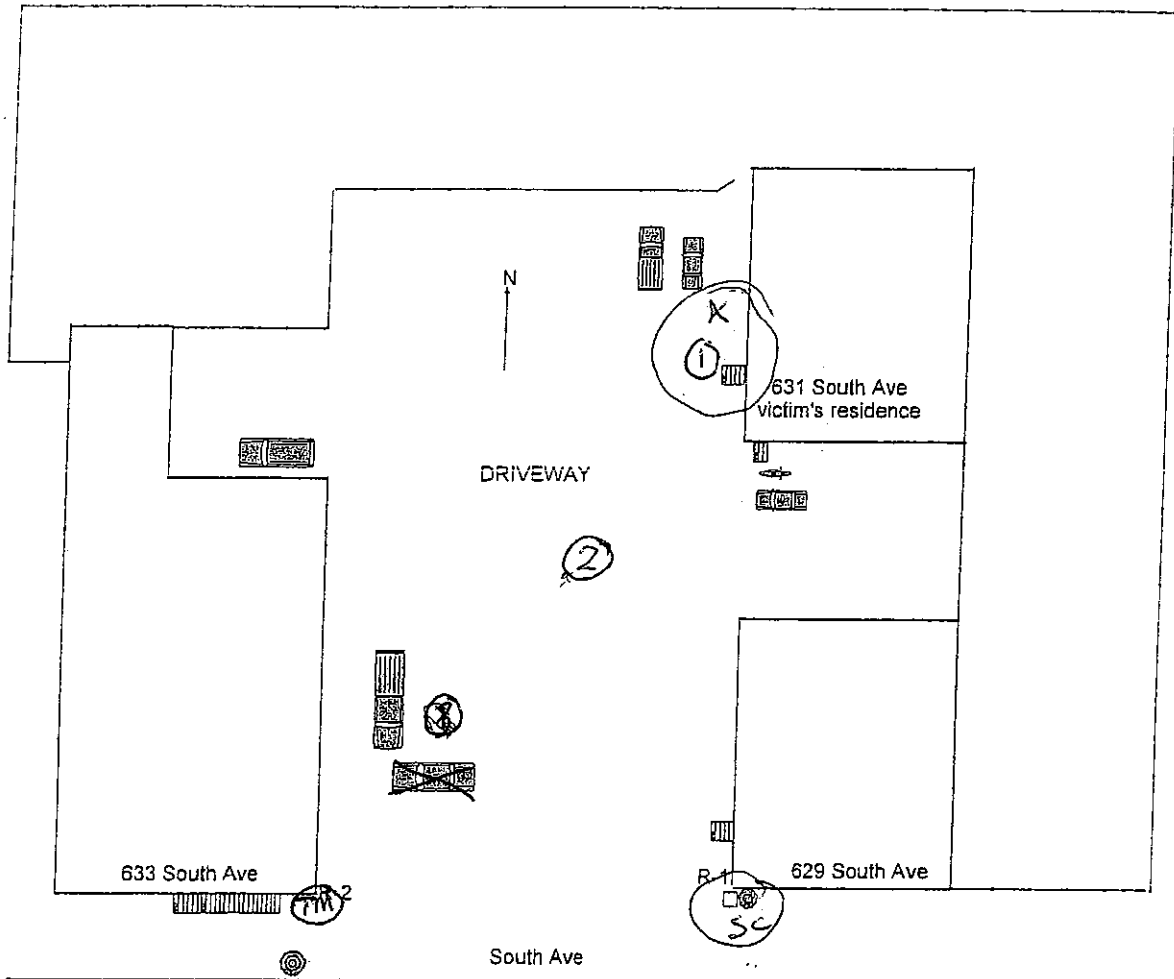 N
X
1
631 South Ave
victim's residence
DRIVEWAY
2
R-1
633 South Ave
629 South Ave
TM 2
SC
South Ave